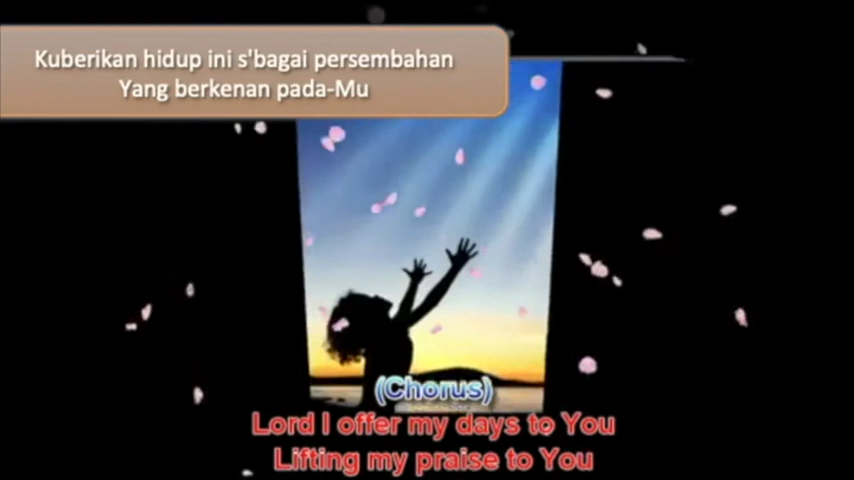 Kuberikan hidup ini s'bagai persembahan
Yang berkenan pada-Mu
(Chorus)
Lord I offer my days to You
Lifting my praise to You